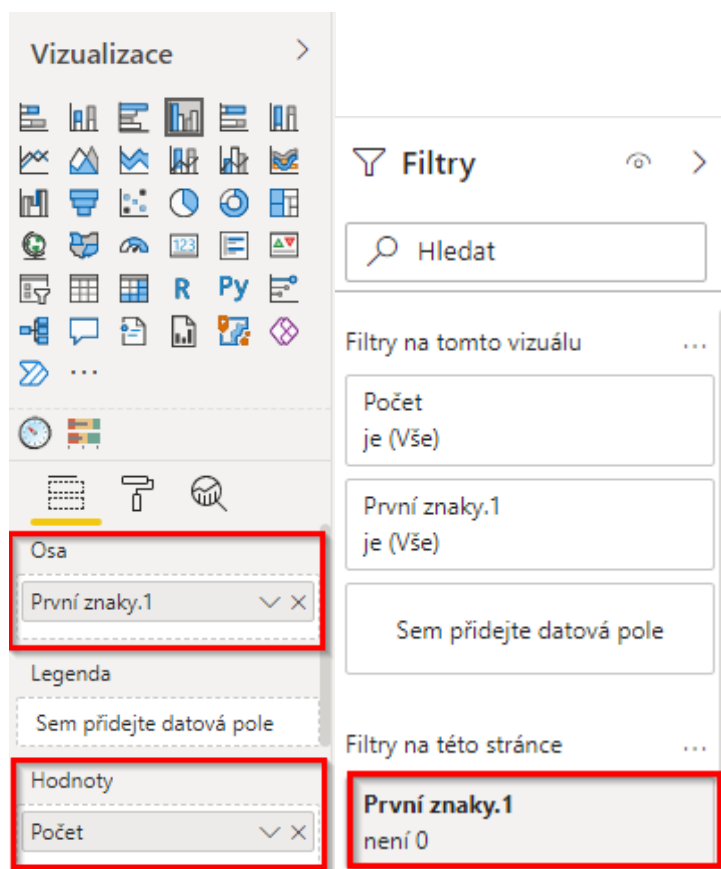 Vizualizace
123
R
Py
Osa
První znaky.1
Legenda
Sem přidejte datová pole
Hodnoty
Počet
Filtry
Hledat
Filtry na tomto vizuálu
...
Počet
je (Vše)
První znaky.1
je (Vše)
Sem přidejte datová pole
Filtry na této stránce
...
První znaky.1
není 0